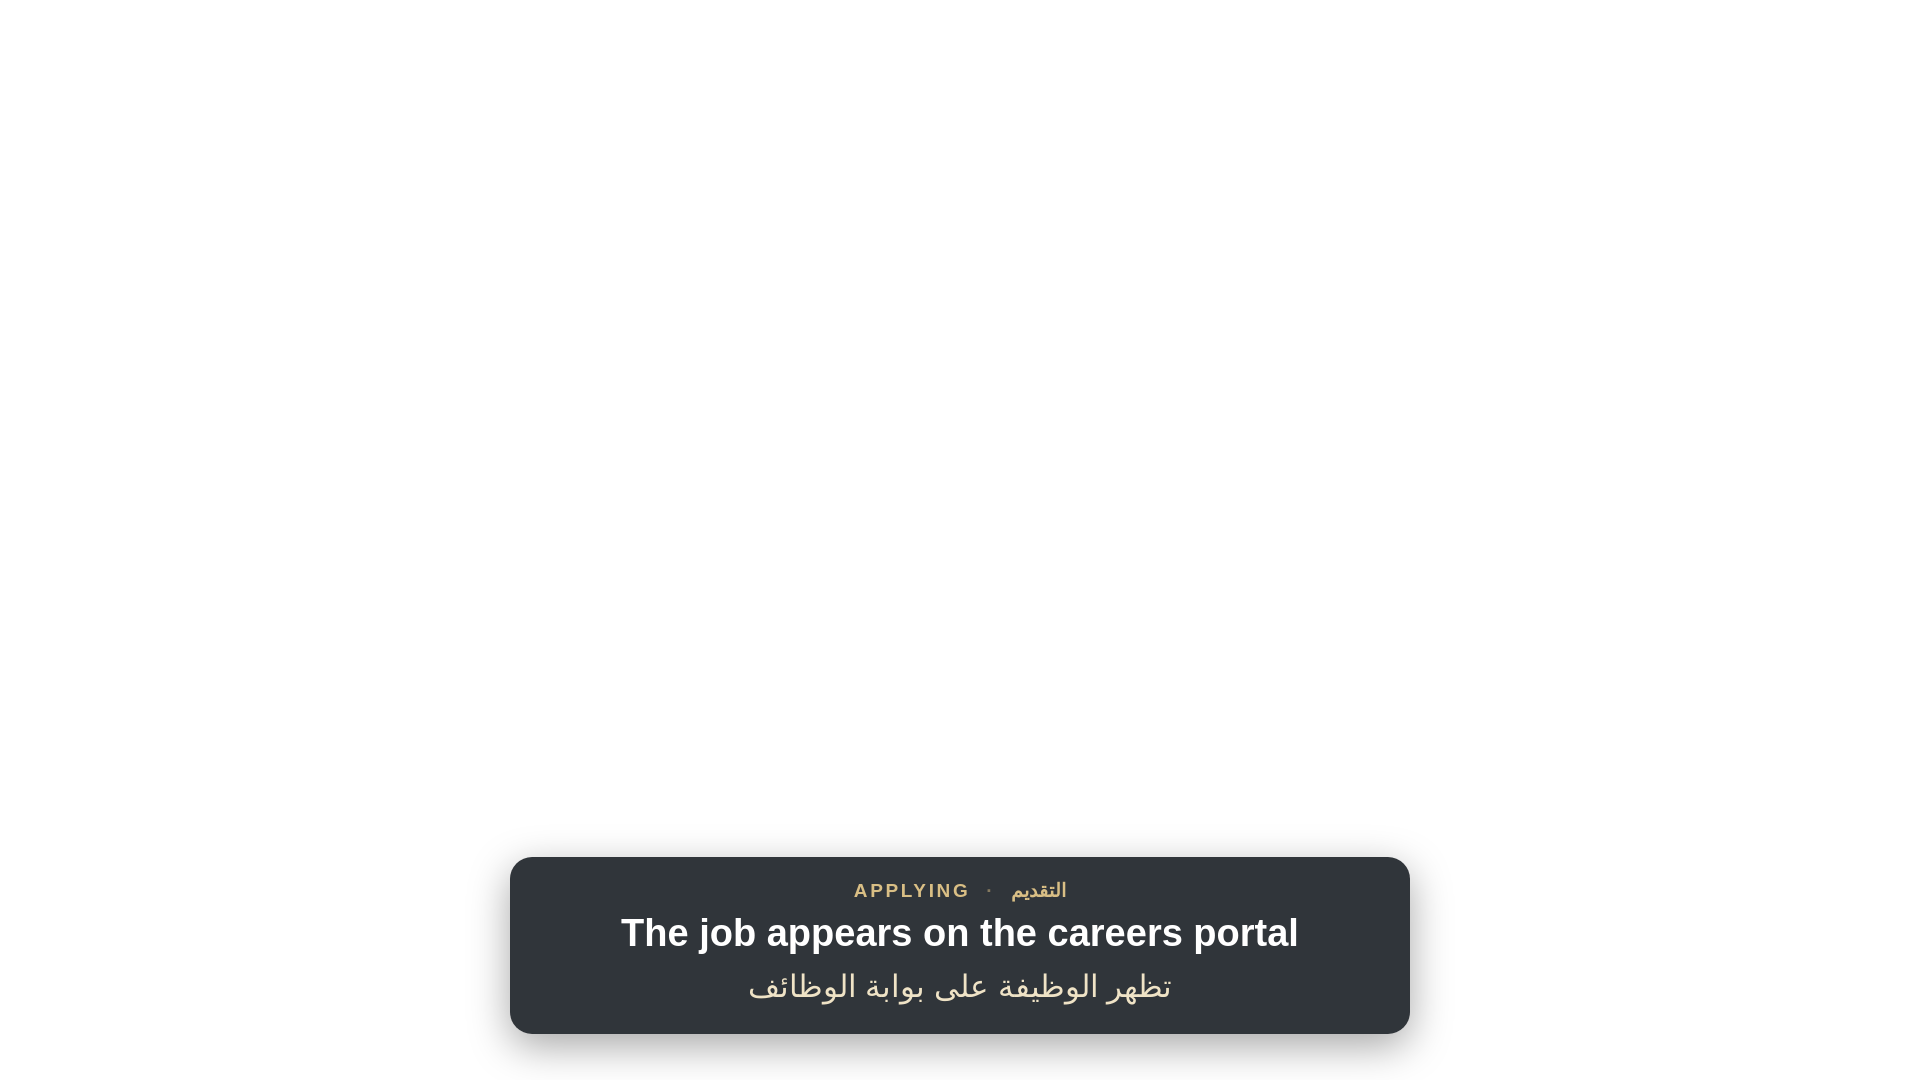 APPLYING · التقديم
The job appears on the careers portal
تظهر الوظيفة على بوابة الوظائف